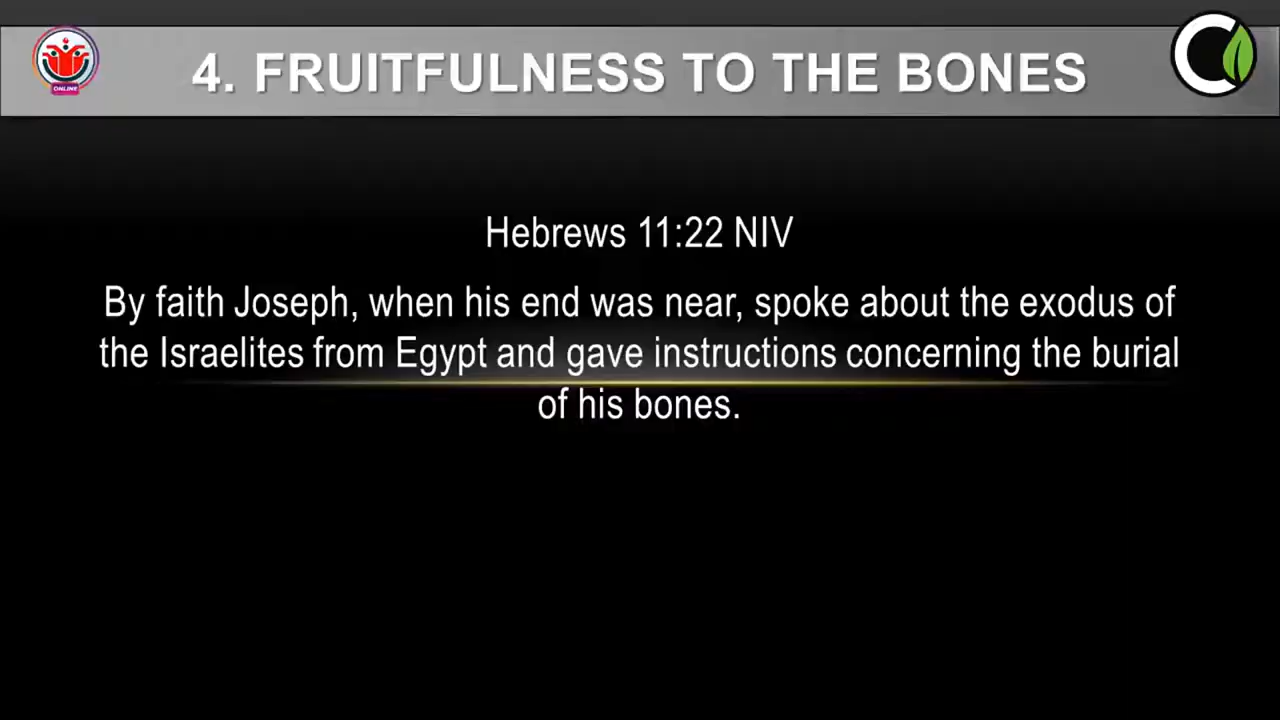 4. FRUITFULNESS TO THE BONES
ONLINE
Hebrews 11:22 NIV
By faith Joseph, when his end was near, spoke about the exodus of
the Israelites from Egypt and gave instructions concerning the burial
of his bones.